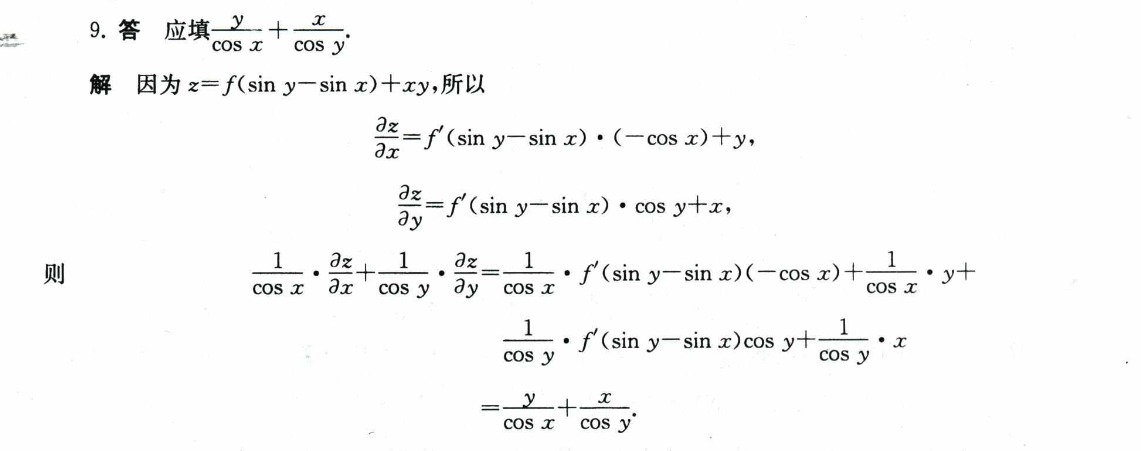 9. 答 应填 $\frac{y}{\cos x}+\frac{x}{\cos y}$.
解 因为 $z=f(\sin y-\sin x)+xy$,所以
$\frac{\partial z}{\partial x}=f'(\sin y-\sin x)\cdot(-\cos x)+y$,
$\frac{\partial z}{\partial y}=f'(\sin y-\sin x)\cdot\cos y+x$,
则 $\frac{1}{\cos x}\cdot\frac{\partial z}{\partial x}+\frac{1}{\cos y}\cdot\frac{\partial z}{\partial y}=\frac{1}{\cos x}\cdot f'(\sin y-\sin x)(-\cos x)+\frac{1}{\cos x}\cdot y+$
$\frac{1}{\cos y}\cdot f'(\sin y-\sin x)\cos y+\frac{1}{\cos y}\cdot x$
$=\frac{y}{\cos x}+\frac{x}{\cos y}$.